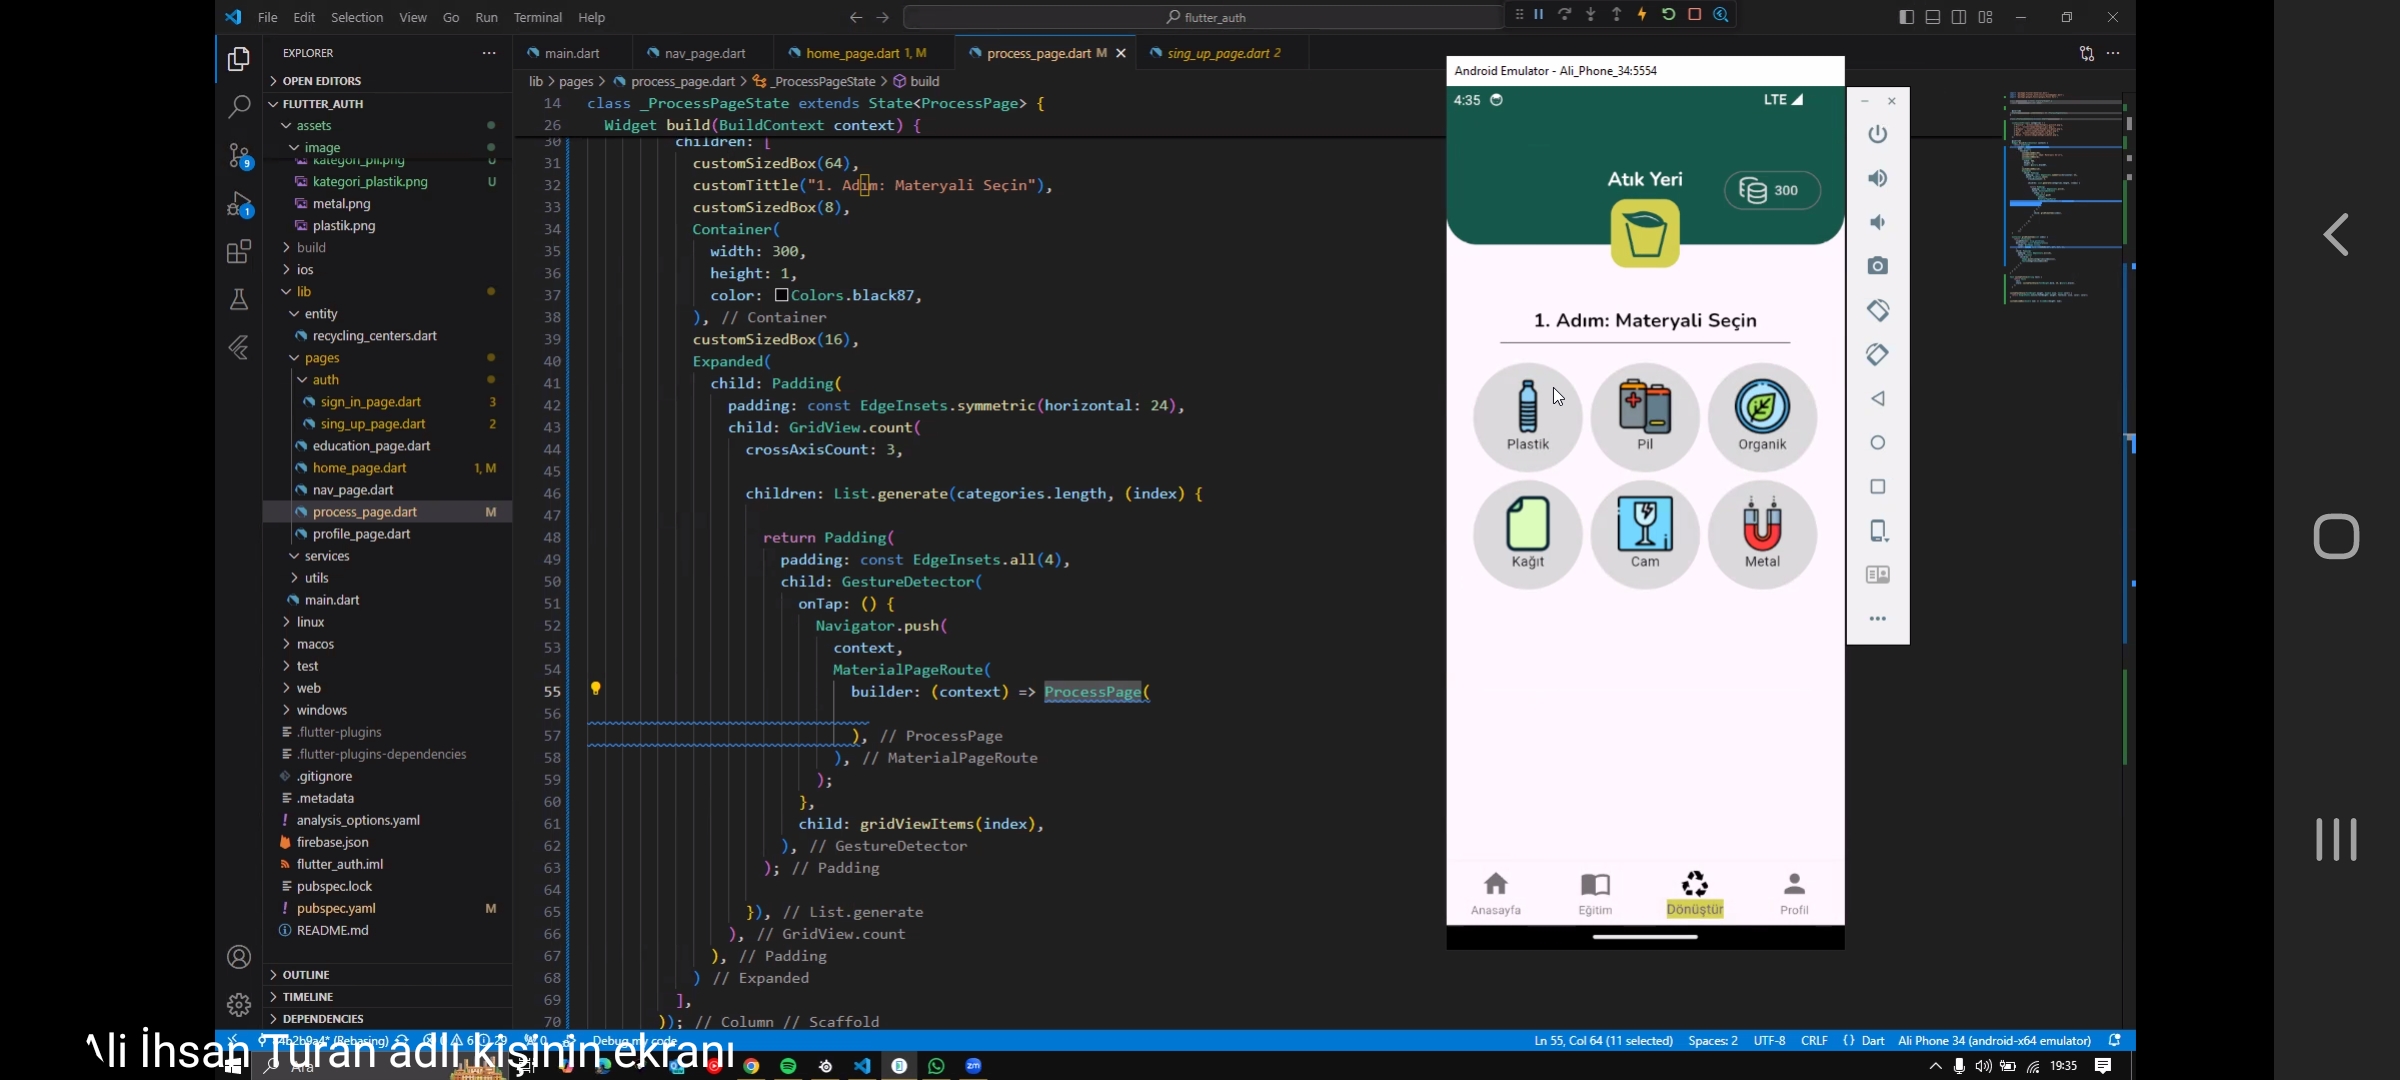 File Edit Selection View Go Run Terminal Help
flutter_auth
EXPLORER
OPEN EDITORS
FLUTTER_AUTH
assets
image
kategori_pil.png U
kategori_plastik.png U
metal.png
plastik.png
build
ios
lib
entity
recycling_centers.dart
pages
auth
sign_in_page.dart 3
sing_up_page.dart 2
education_page.dart
home_page.dart 1, M
nav_page.dart
process_page.dart M
profile_page.dart
services
utils
main.dart
linux
macos
test
web
windows
.flutter-plugins
.flutter-plugins-dependencies
.gitignore
.metadata
analysis_options.yaml
firebase.json
flutter_auth.iml
pubspec.lock
pubspec.yaml M
README.md
OUTLINE
TIMELINE
DEPENDENCIES
9
1
main.dart nav_page.dart home_page.dart 1, M process_page.dart M sing_up_page.dart 2
lib > pages > process_page.dart > _ProcessPageState > build
14 class _ProcessPageState extends State<ProcessPage> {
26 Widget build(BuildContext context) {
30 children: [
31 customSizedBox(64),
32 customTittle("1. Adım: Materyali Seçin"),
33 customSizedBox(8),
34 Container(
35 width: 300,
36 height: 1,
37 color: Colors.black87,
38 ), // Container
39 customSizedBox(16),
40 Expanded(
41 child: Padding(
42 padding: const EdgeInsets.symmetric(horizontal: 24),
43 child: GridView.count(
44 crossAxisCount: 3,
45
46 children: List.generate(categories.length, (index) {
47
48 return Padding(
49 padding: const EdgeInsets.all(4),
50 child: GestureDetector(
51 onTap: () {
52 Navigator.push(
53 context,
54 MaterialPageRoute(
55 builder: (context) => ProcessPage(
56
57 ), // ProcessPage
58 ), // MaterialPageRoute
59 );
60 },
61 child: gridViewItems(index),
62 ), // GestureDetector
63 ); // Padding
64
65 }), // List.generate
66 ), // GridView.count
67 ), // Padding
68 ) // Expanded
69 ],
70 )); // Column // Scaffold
Android Emulator - Ali_Phone_34:5554
4:35 LTE
Atık Yeri
300
1. Adım: Materyali Seçin
Plastik Pil Organik
Kağıt Cam Metal
Anasayfa Eğitim Dönüştür Profil
(Rebasing) Debug my code
Ln 55, Col 64 (11 selected) Spaces: 2 UTF-8 CRLF {} Dart Ali Phone 34 (android-x64 emulator)
Ali İhsan Turan adlı kişinin ekranı
Ara
zm
19:35